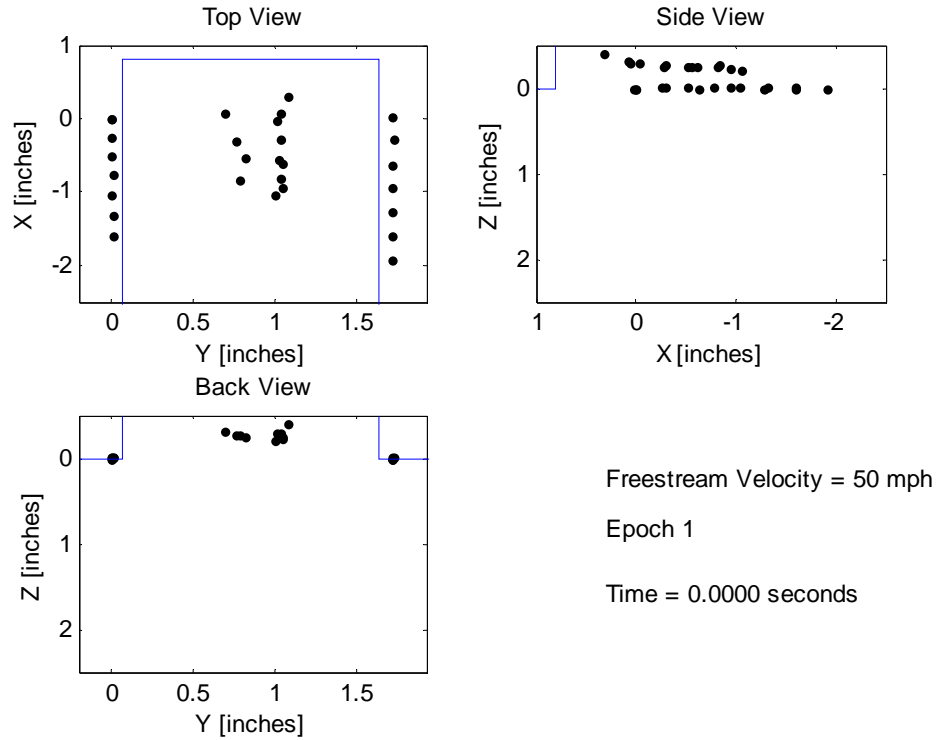 Top View
1
0
-1
-2
X [inches]
0 0.5 1 1.5
Y [inches]
Side View
0
1
2
Z [inches]
1 0 -1 -2
X [inches]
Back View
0
1
2
Z [inches]
0 0.5 1 1.5
Y [inches]
Freestream Velocity = 50 mph
Epoch 1
Time = 0.0000 seconds